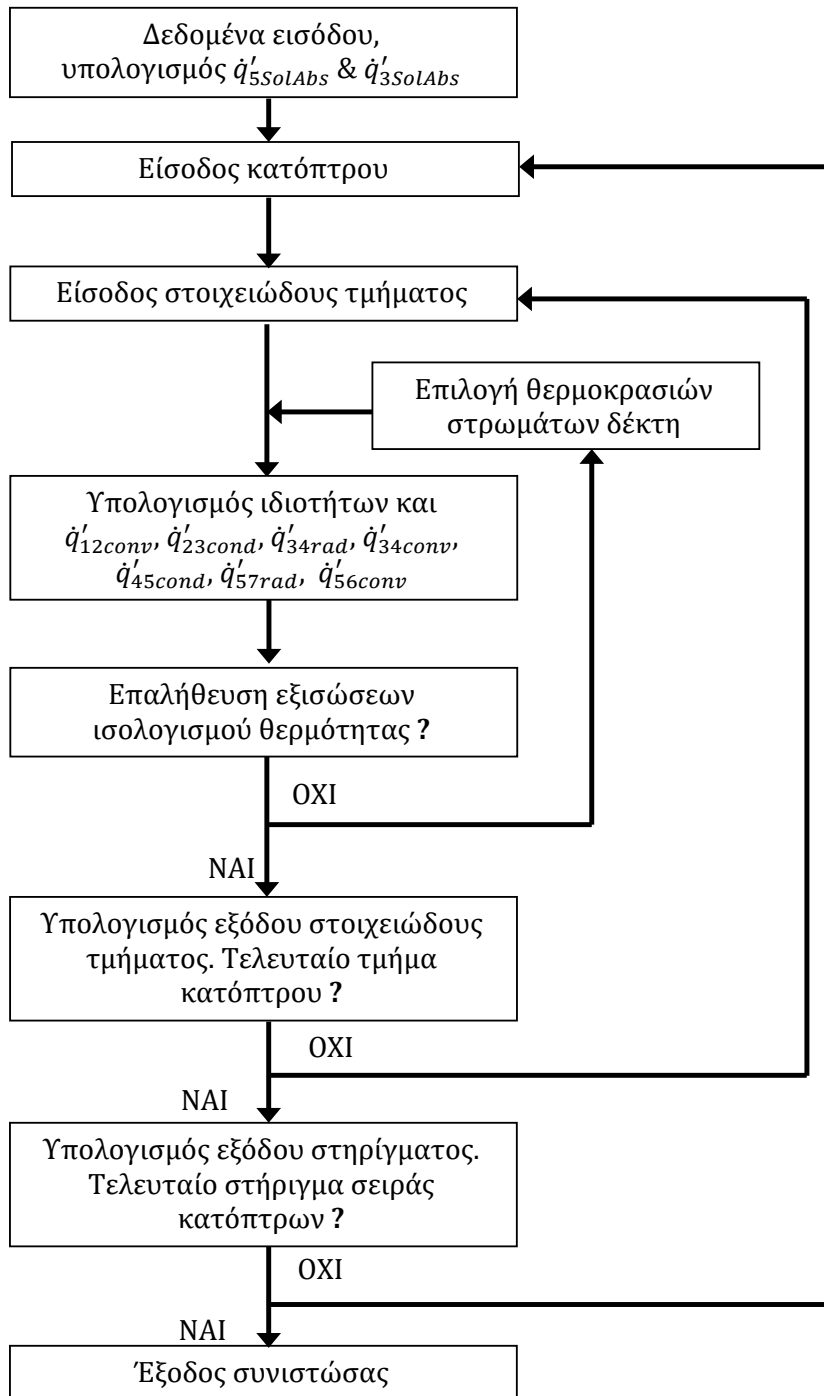 Δεδομένα εισόδου,
υπολογισμός q̇′5SolAbs & q̇′3SolAbs
Είσοδος κατόπτρου
Είσοδος στοιχειώδους τμήματος
Επιλογή θερμοκρασιών
στρωμάτων δέκτη
Υπολογισμός ιδιοτήτων και
q̇′12conv, q̇′23cond, q̇′34rad, q̇′34conv,
q̇′45cond, q̇′57rad, q̇′56conv
Επαλήθευση εξισώσεων
ισολογισμού θερμότητας ?
ΟΧΙ
ΝΑΙ
Υπολογισμός εξόδου στοιχειώδους
τμήματος. Τελευταίο τμήμα
κατόπτρου ?
ΟΧΙ
ΝΑΙ
Υπολογισμός εξόδου στηρίγματος.
Τελευταίο στήριγμα σειράς
κατόπτρων ?
ΟΧΙ
ΝΑΙ
Έξοδος συνιστώσας